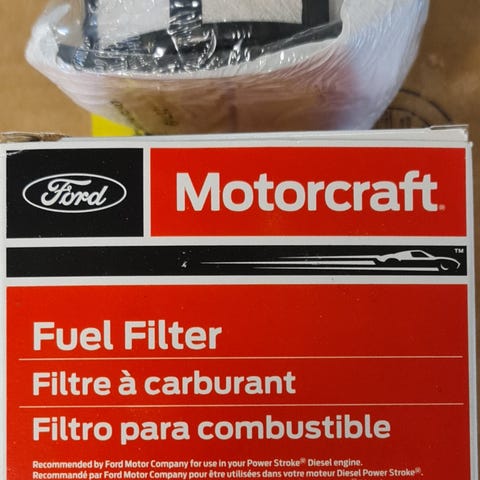 Ford
Motorcraft®
™
Fuel Filter
Filtre à carburant
Filtro para combustible
Recommended by Ford Motor Company for use in your Power Stroke® Diesel engine.
Recommandé par Ford Motor Company pour être utilisées dans votre moteur Diesel Power Stroke®.